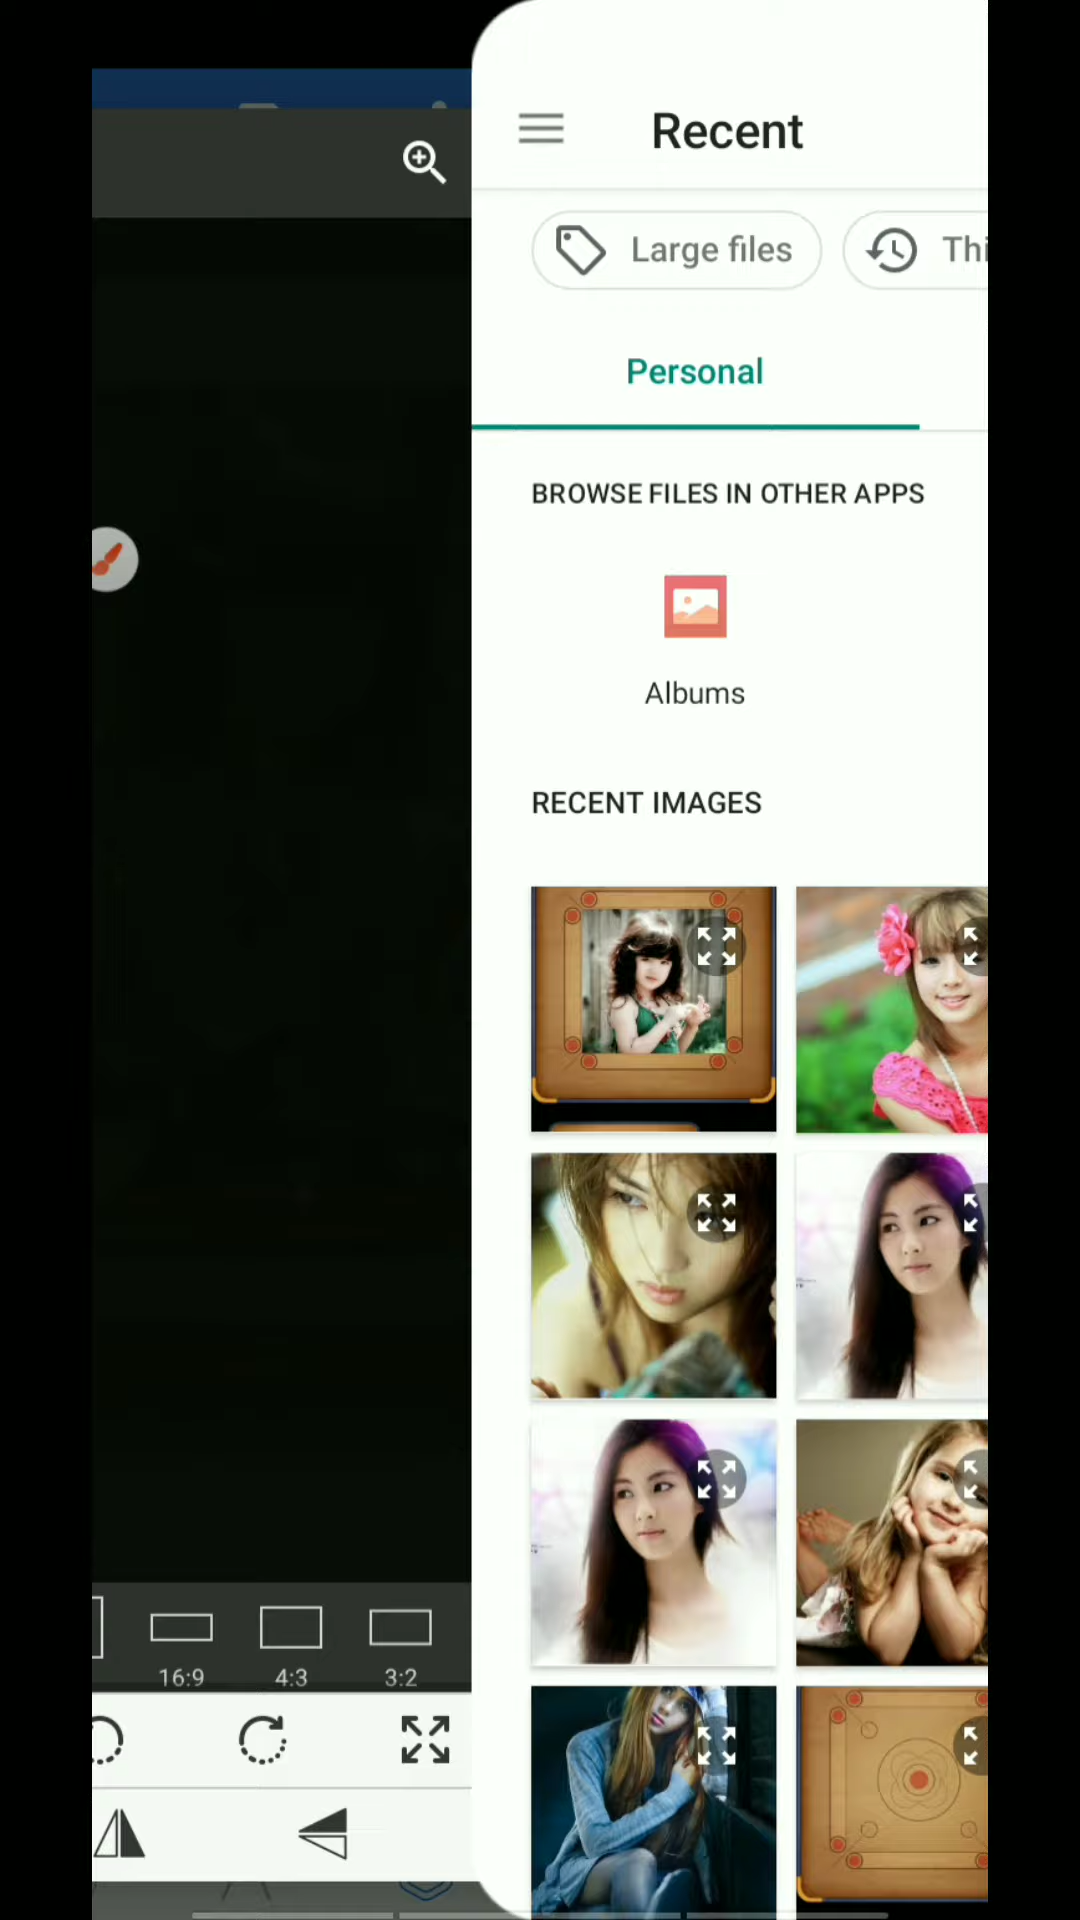 Recent
Large files
Thi
Personal
BROWSE FILES IN OTHER APPS
Albums
RECENT IMAGES
16:9
4:3
3:2